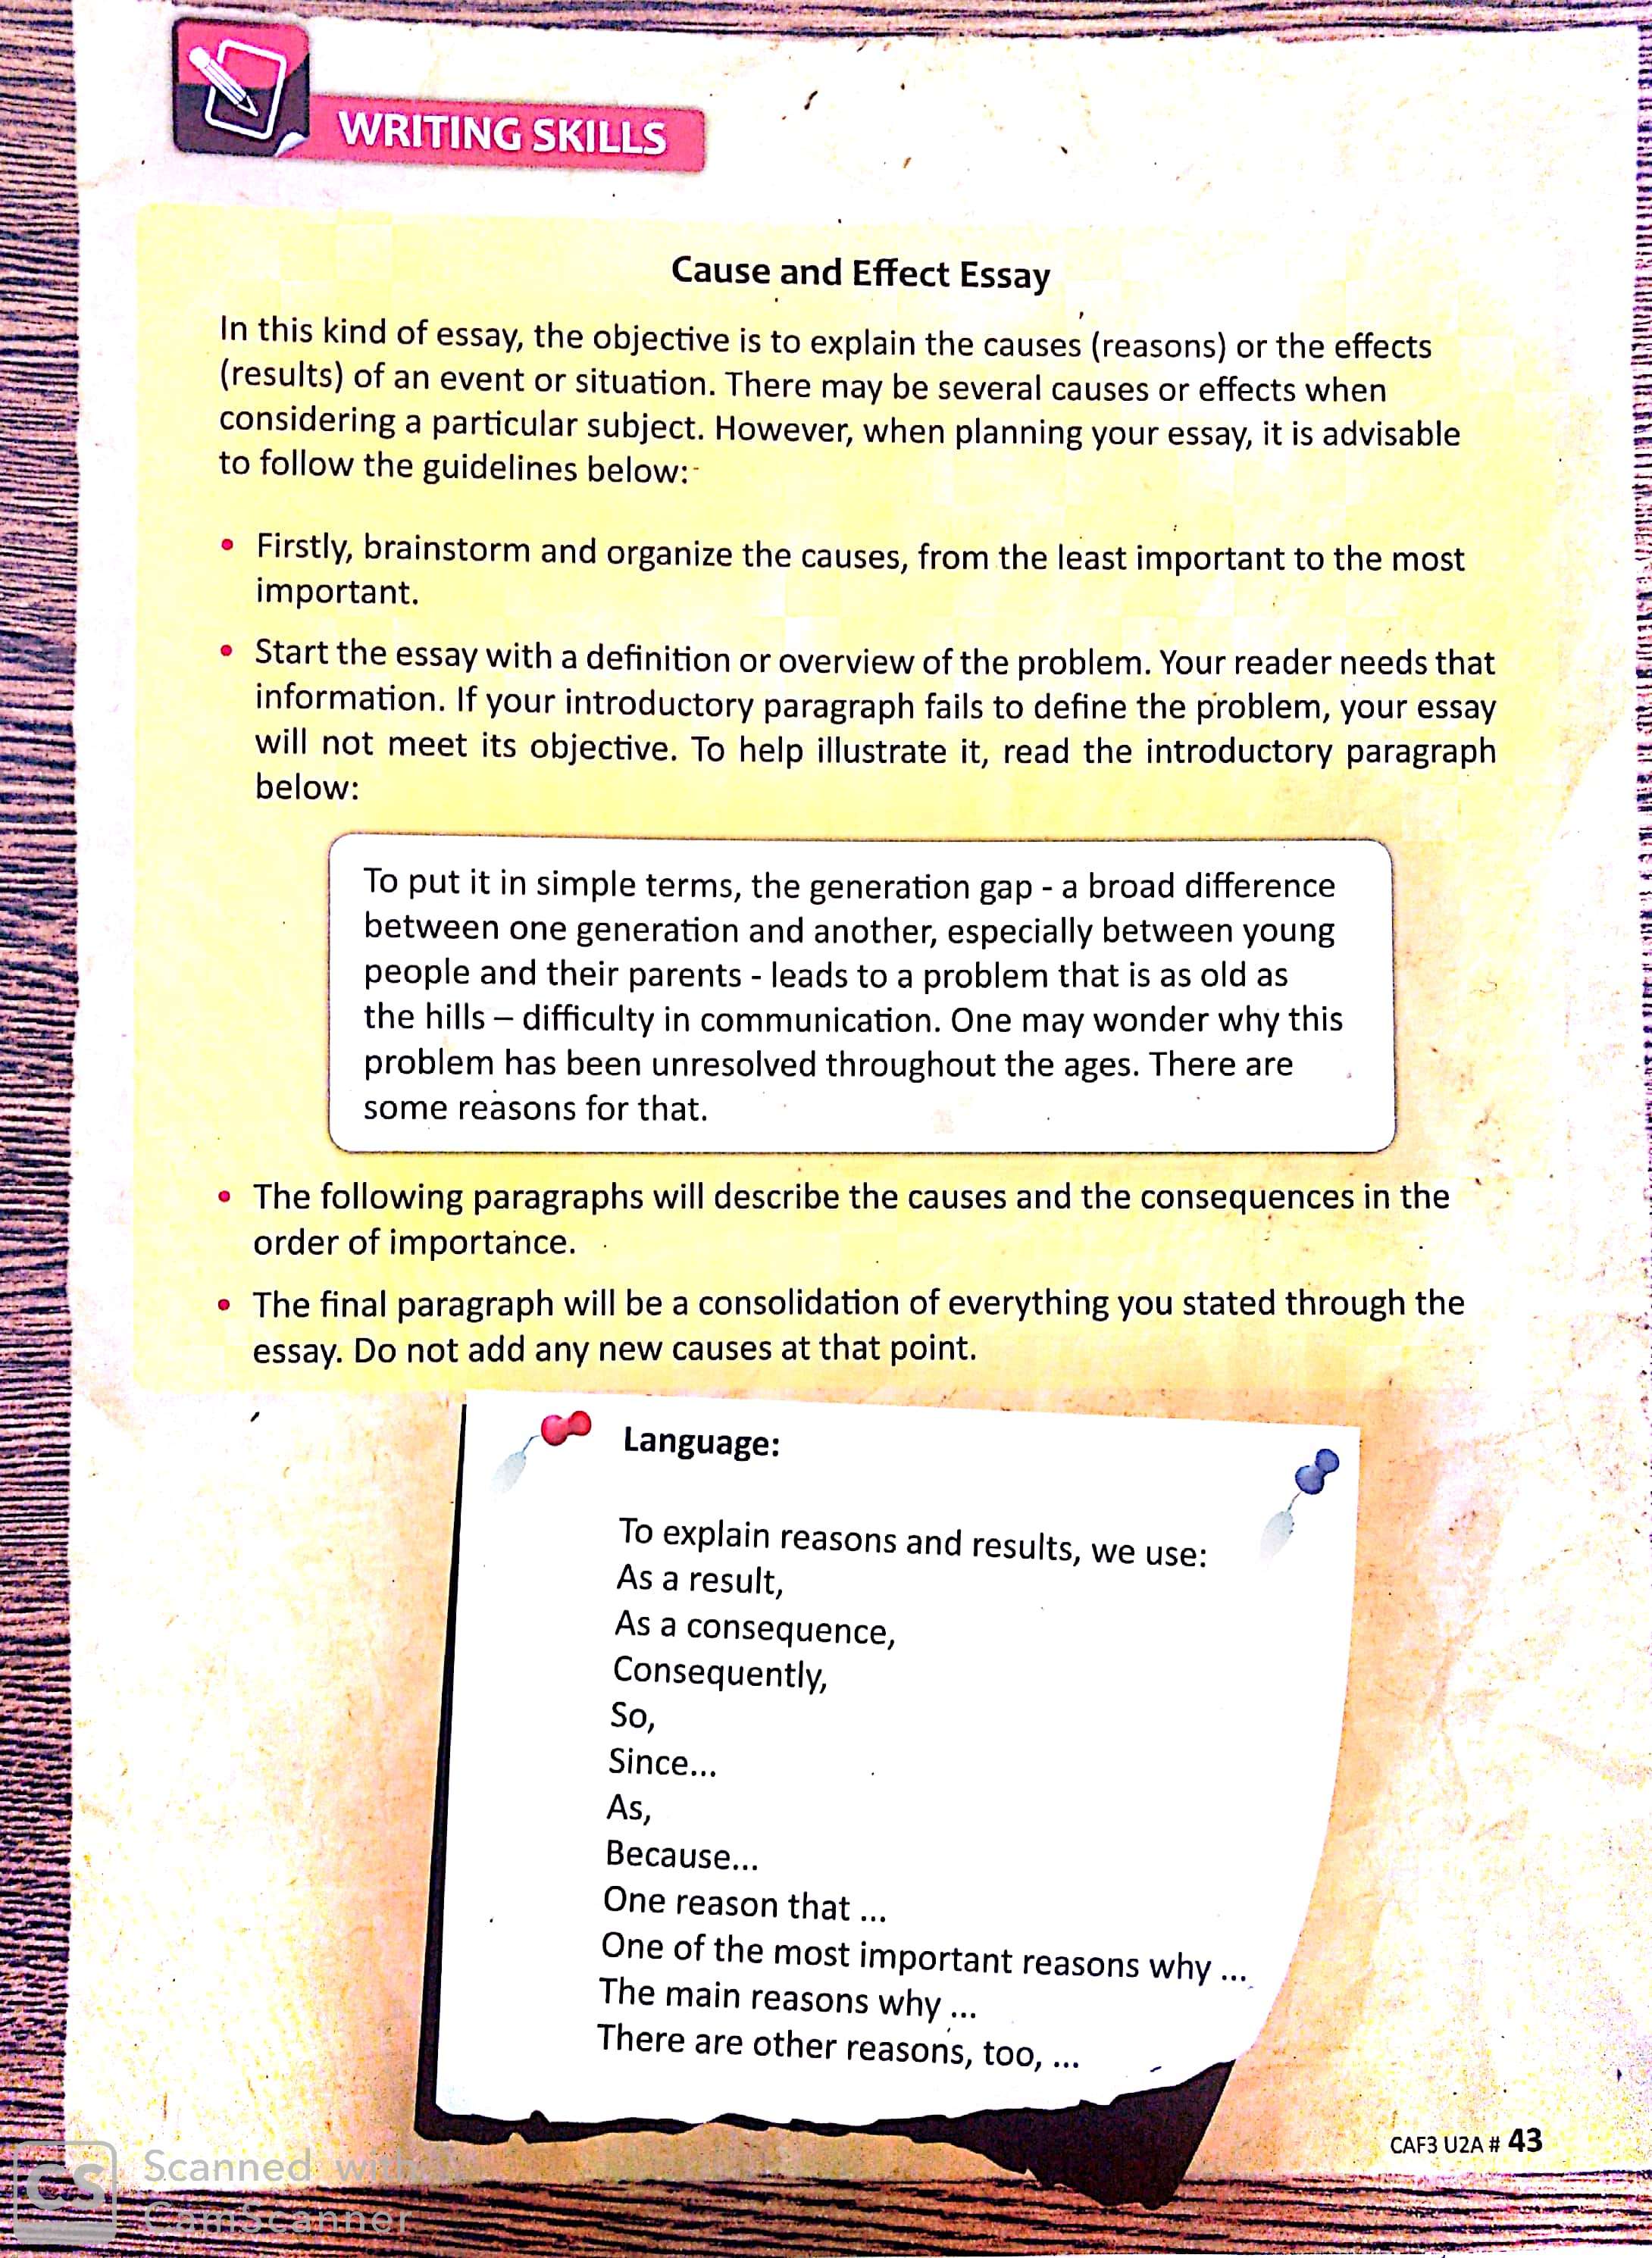 WRITING SKILLS
Cause and Effect Essay
In this kind of essay, the objective is to explain the causes (reasons) or the effects
(results) of an event or situation. There may be several causes or effects when
considering a particular subject. However, when planning your essay, it is advisable
to follow the guidelines below:
• Firstly, brainstorm and organize the causes, from the least important to the most
important.
• Start the essay with a definition or overview of the problem. Your reader needs that
information. If your introductory paragraph fails to define the problem, your essay
will not meet its objective. To help illustrate it, read the introductory paragraph
below:
To put it in simple terms, the generation gap - a broad difference
between one generation and another, especially between young
people and their parents - leads to a problem that is as old as
the hills – difficulty in communication. One may wonder why this
problem has been unresolved throughout the ages. There are
some reasons for that.
• The following paragraphs will describe the causes and the consequences in the
order of importance.
• The final paragraph will be a consolidation of everything you stated through the
essay. Do not add any new causes at that point.
Language:
To explain reasons and results, we use:
As a result,
As a consequence,
Consequently,
So,
Since...
As,
Because...
One reason that ...
One of the most important reasons why ...
The main reasons why ...
There are other reasons, too, ...
CAF3 U2A # 43
CS Scanned with
CamScanner